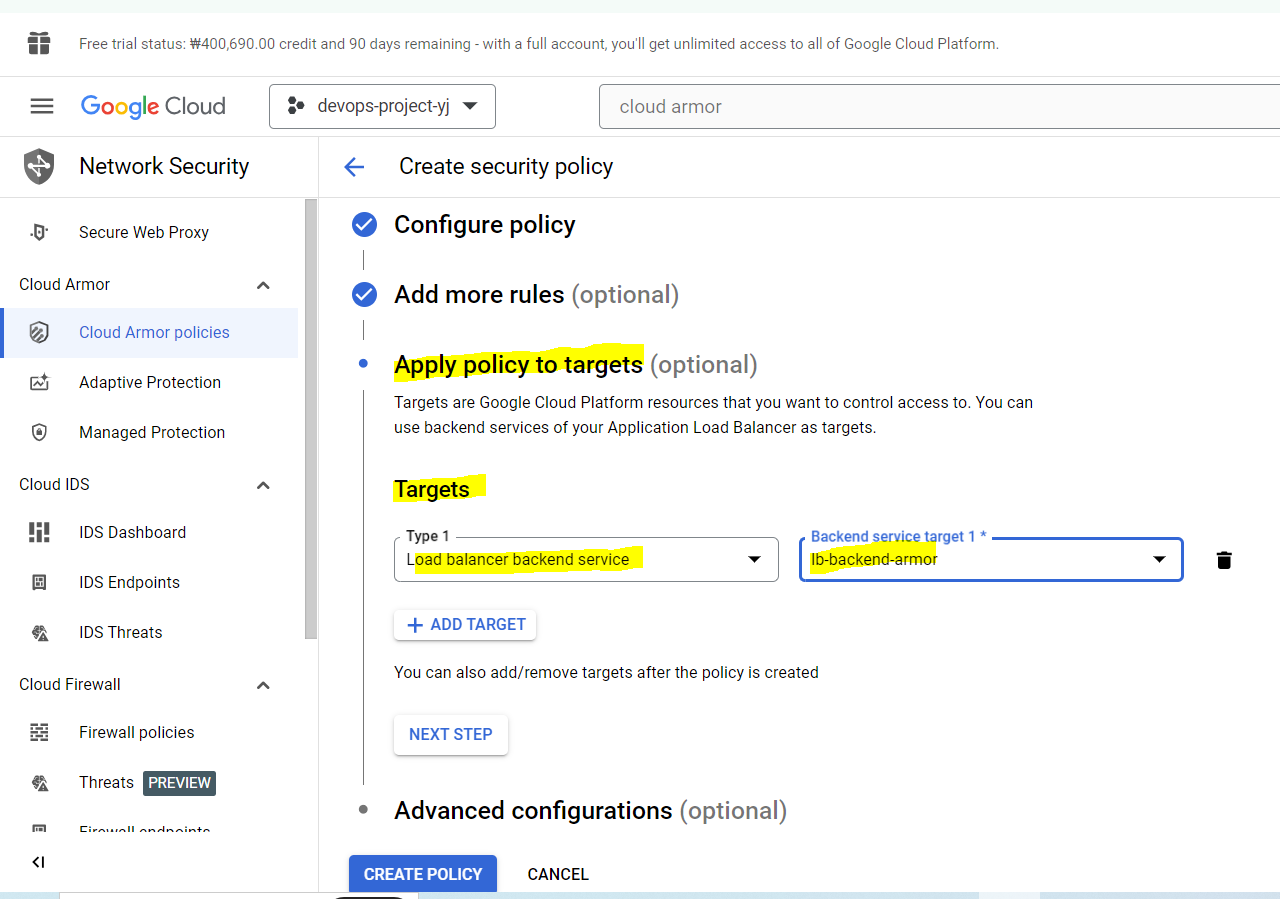 Free trial status: ₩400,690.00 credit and 90 days remaining - with a full account, you'll get unlimited access to all of Google Cloud Platform.
Google Cloud
devops-project-yj
cloud armor
Network Security
Create security policy
Secure Web Proxy
Cloud Armor
Cloud Armor policies
Adaptive Protection
Managed Protection
Cloud IDS
IDS Dashboard
IDS Endpoints
IDS Threats
Cloud Firewall
Firewall policies
Threats PREVIEW
Firewall endpoints
Configure policy
Add more rules (optional)
Apply policy to targets (optional)
Targets are Google Cloud Platform resources that you want to control access to. You can
use backend services of your Application Load Balancer as targets.
Targets
Type 1
Load balancer backend service
Backend service target 1 *
lb-backend-armor
ADD TARGET
You can also add/remove targets after the policy is created
NEXT STEP
Advanced configurations (optional)
CREATE POLICY
CANCEL